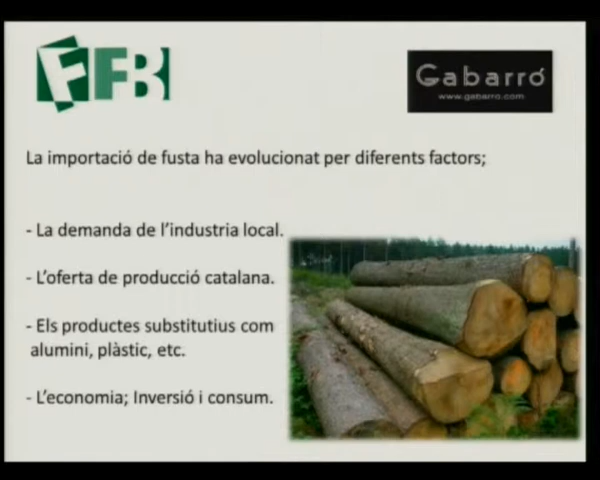 FFB
Gabarró
www.gabarro.com
La importació de fusta ha evolucionat per diferents factors;
- La demanda de l'industria local.
- L'oferta de producció catalana.
- Els productes substitutius com
alumini, plàstic, etc.
- L'economia; Inversió i consum.